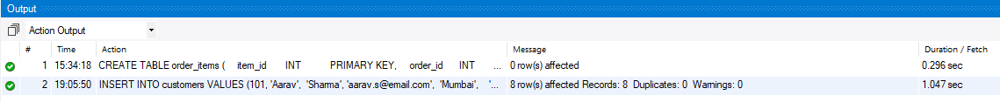 Output
Action Output
# Time Action Message Duration / Fetch
1 15:34:18 CREATE TABLE order_items ( item_id INT PRIMARY KEY, order_id INT ... 0 row(s) affected 0.296 sec
2 19:05:50 INSERT INTO customers VALUES (101, 'Aarav', 'Sharma', 'aarav.s@email.com', 'Mumbai', '... 8 row(s) affected Records: 8 Duplicates: 0 Warnings: 0 1.047 sec